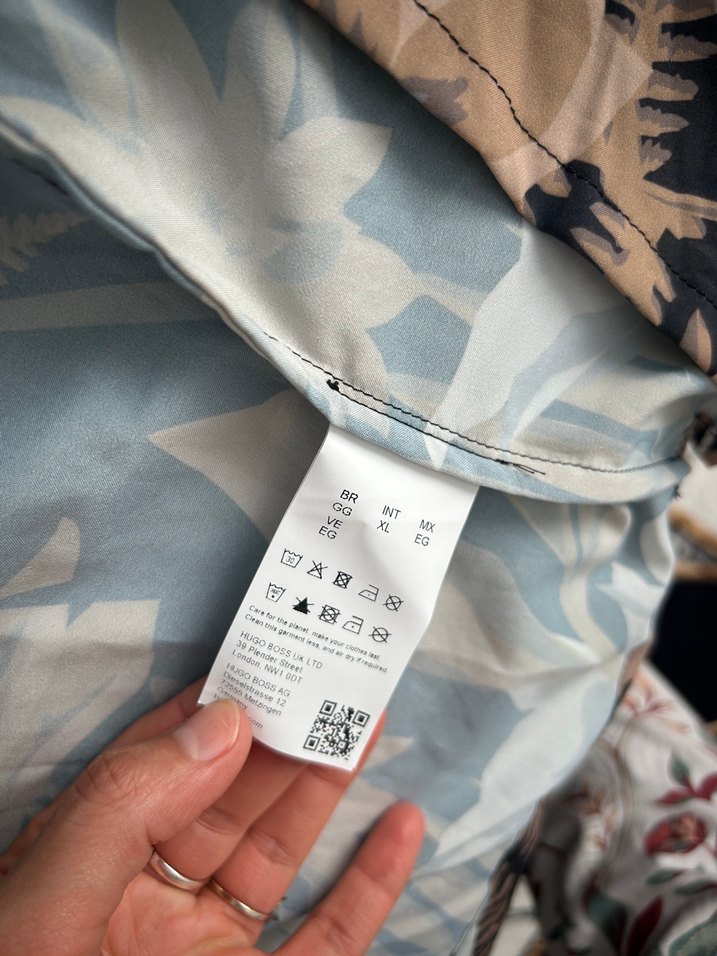 BR
GG
VE
EG
INT
XL
MX
EG
30
Care for the planet, make your clothes last.
Clean this garment less, and air dry if required.
HUGO BOSS UK LTD
39 Plender Street
London, NW1 0DT
HUGO BOSS AG
Dieselstrasse 12
72555 Metzingen
Germany
.com